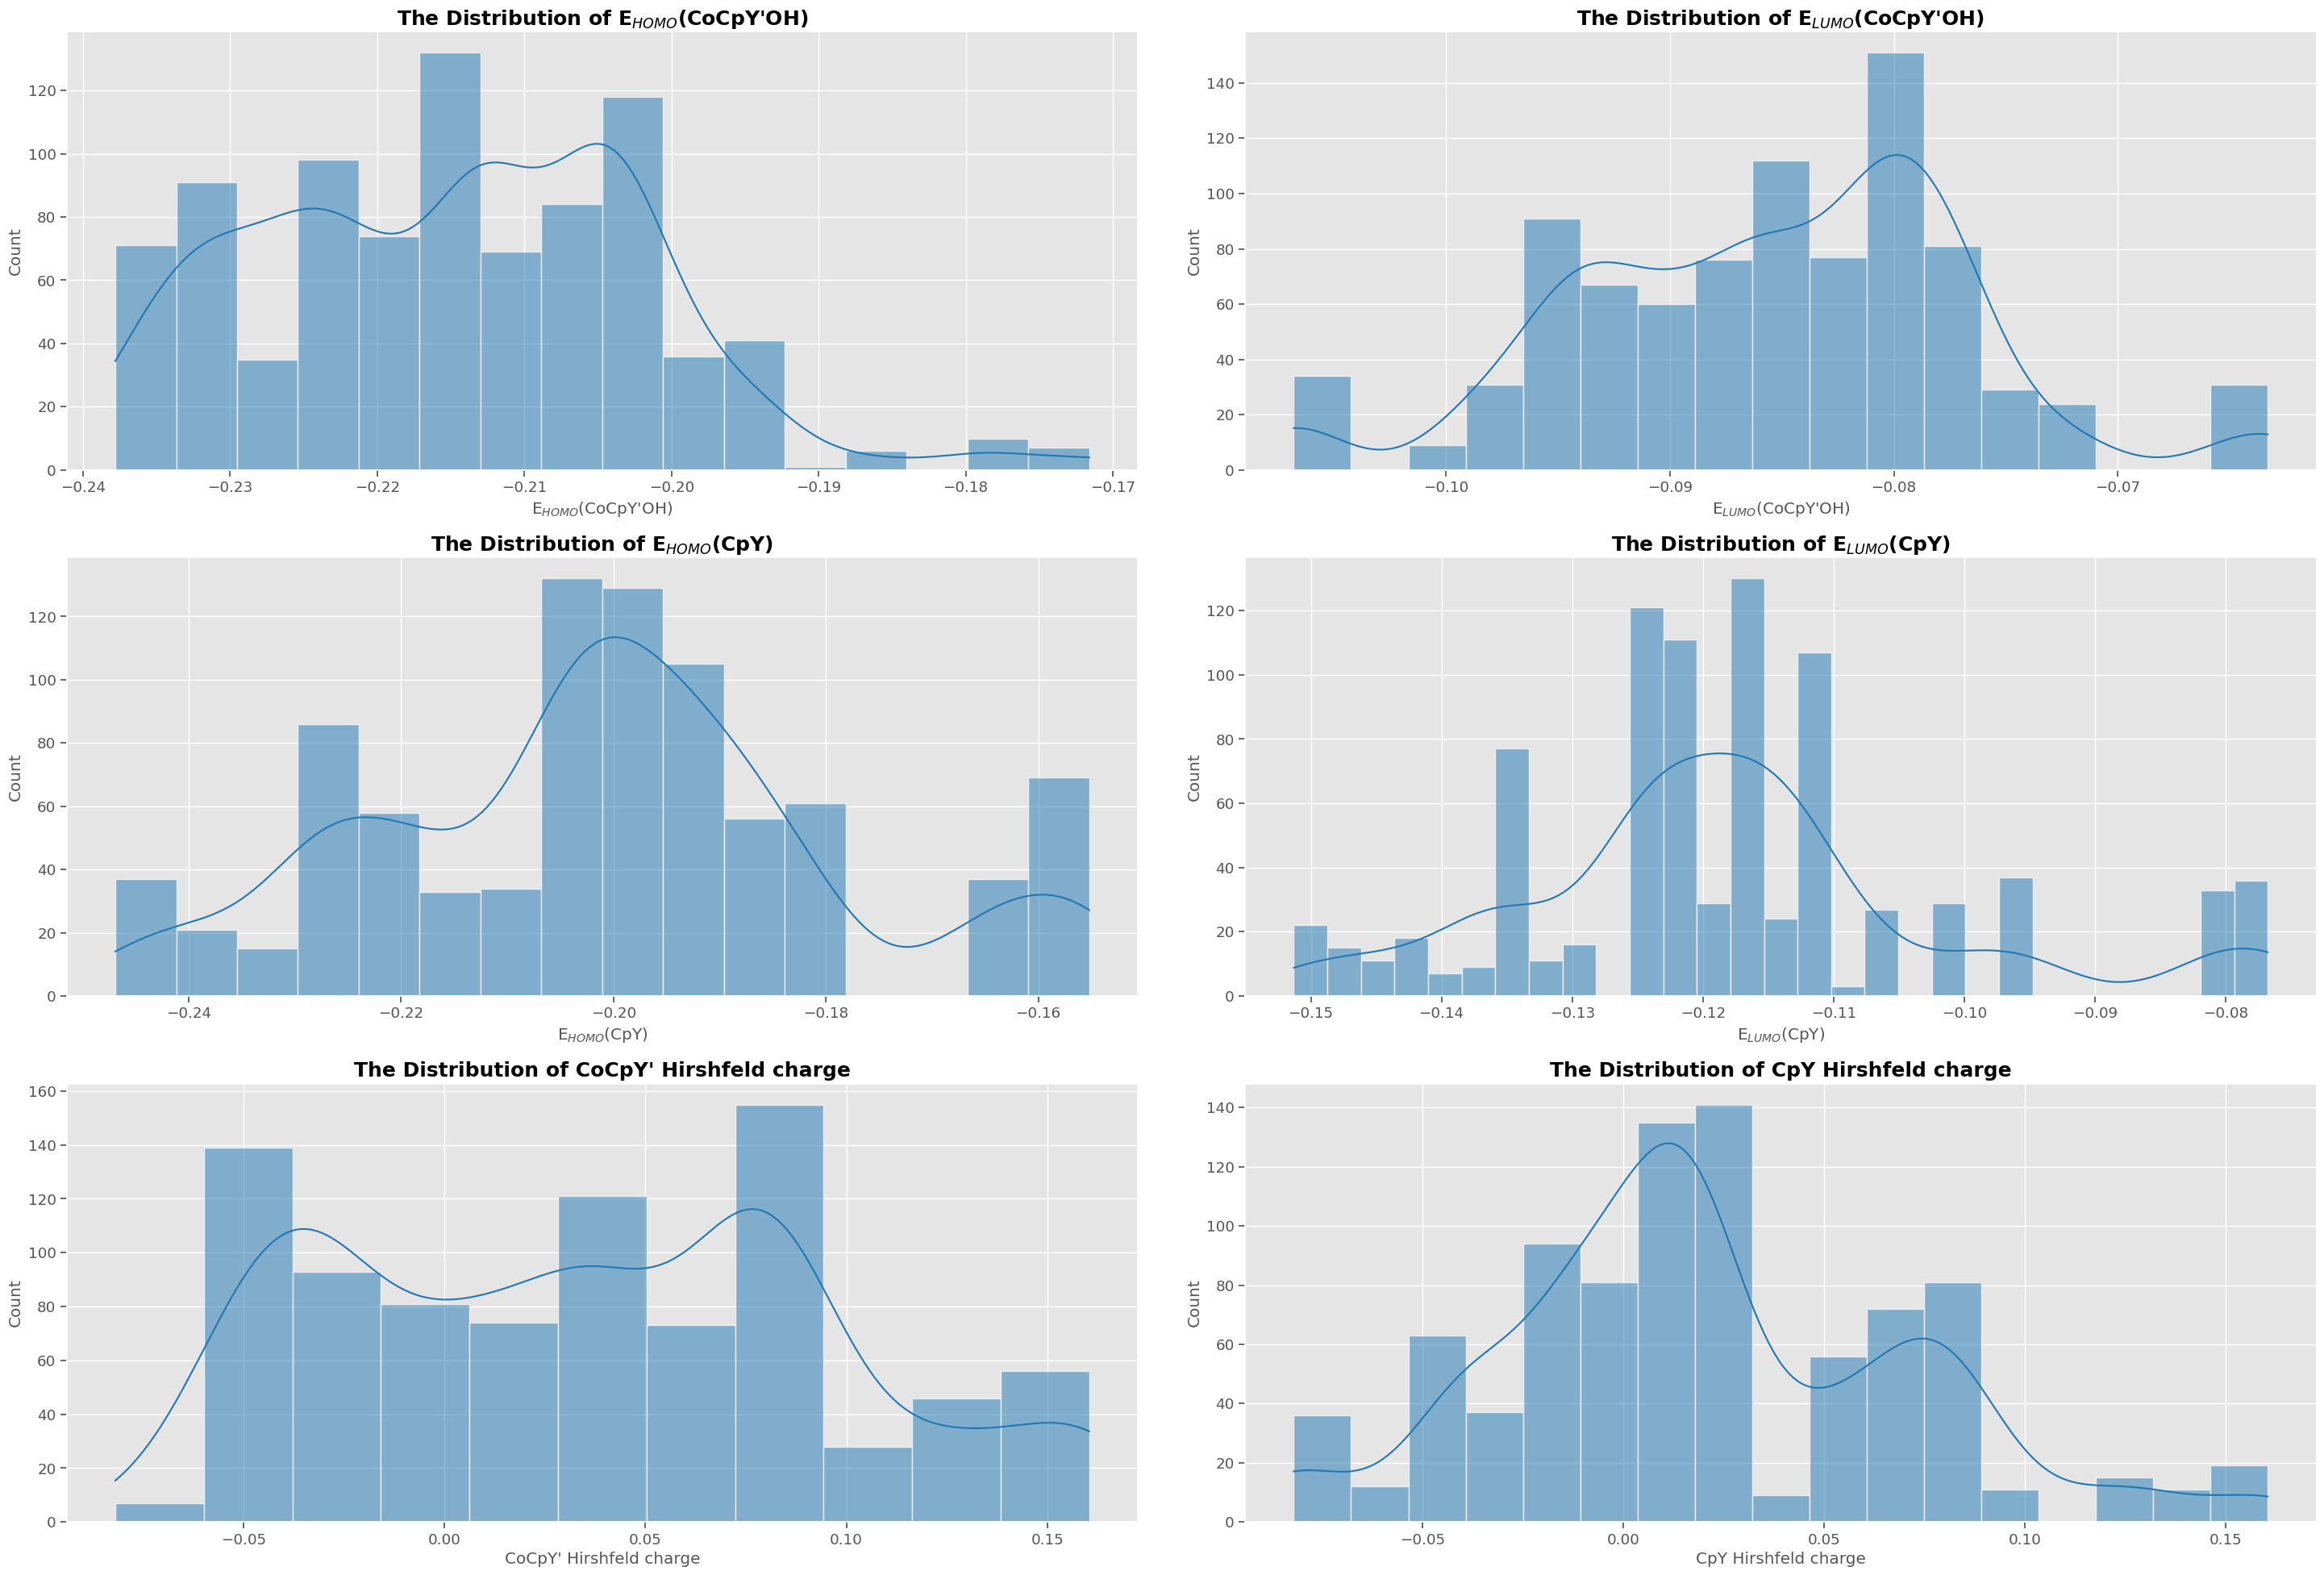 The Distribution of E_HOMO(CoCpY'OH)
Count
120
100
80
60
40
20
0
−0.24 −0.23 −0.22 −0.21 −0.20 −0.19 −0.18 −0.17
E_HOMO(CoCpY'OH)
The Distribution of E_LUMO(CoCpY'OH)
Count
140
120
100
80
60
40
20
0
−0.10 −0.09 −0.08 −0.07
E_LUMO(CoCpY'OH)
The Distribution of E_HOMO(CpY)
Count
120
100
80
60
40
20
0
−0.24 −0.22 −0.20 −0.18 −0.16
E_HOMO(CpY)
The Distribution of E_LUMO(CpY)
Count
120
100
80
60
40
20
0
−0.15 −0.14 −0.13 −0.12 −0.11 −0.10 −0.09 −0.08
E_LUMO(CpY)
The Distribution of CoCpY' Hirshfeld charge
Count
160
140
120
100
80
60
40
20
0
−0.05 0.00 0.05 0.10 0.15
CoCpY' Hirshfeld charge
The Distribution of CpY Hirshfeld charge
Count
140
120
100
80
60
40
20
0
−0.05 0.00 0.05 0.10 0.15
CpY Hirshfeld charge